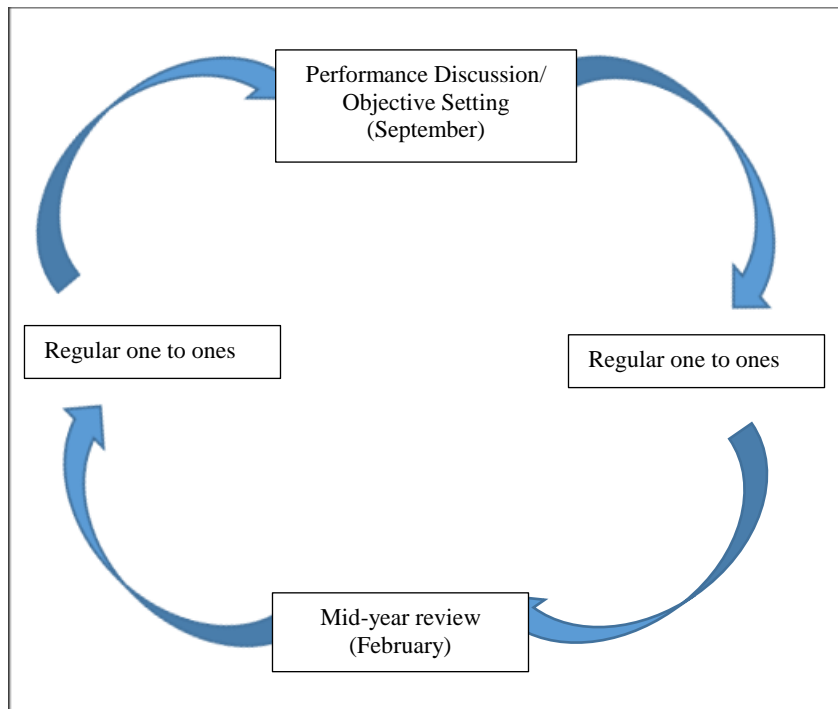 Performance Discussion/
Objective Setting
(September)
Regular one to ones
Regular one to ones
Mid-year review
(February)